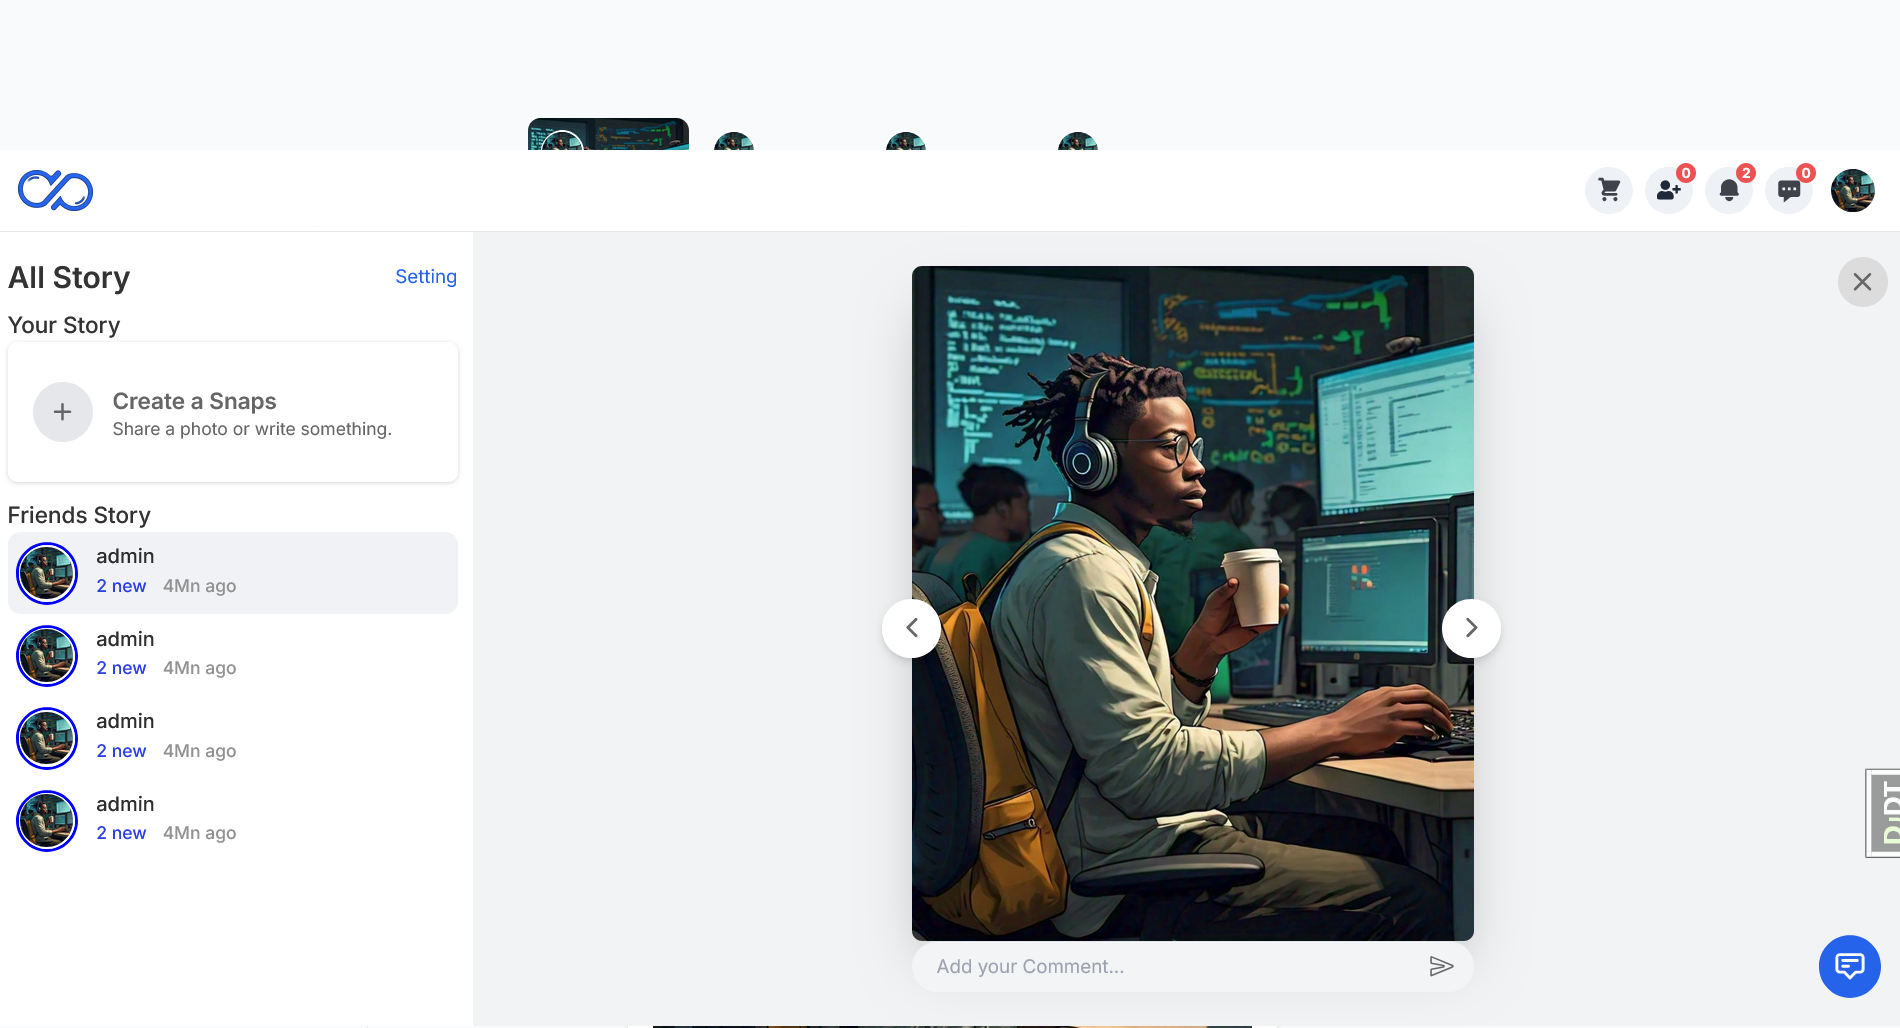 0
2
0
All Story
Setting
Your Story
Create a Snaps
Share a photo or write something.
Friends Story
admin
2 new 4Mn ago
admin
2 new 4Mn ago
admin
2 new 4Mn ago
admin
2 new 4Mn ago
Add your Comment...
DjDT